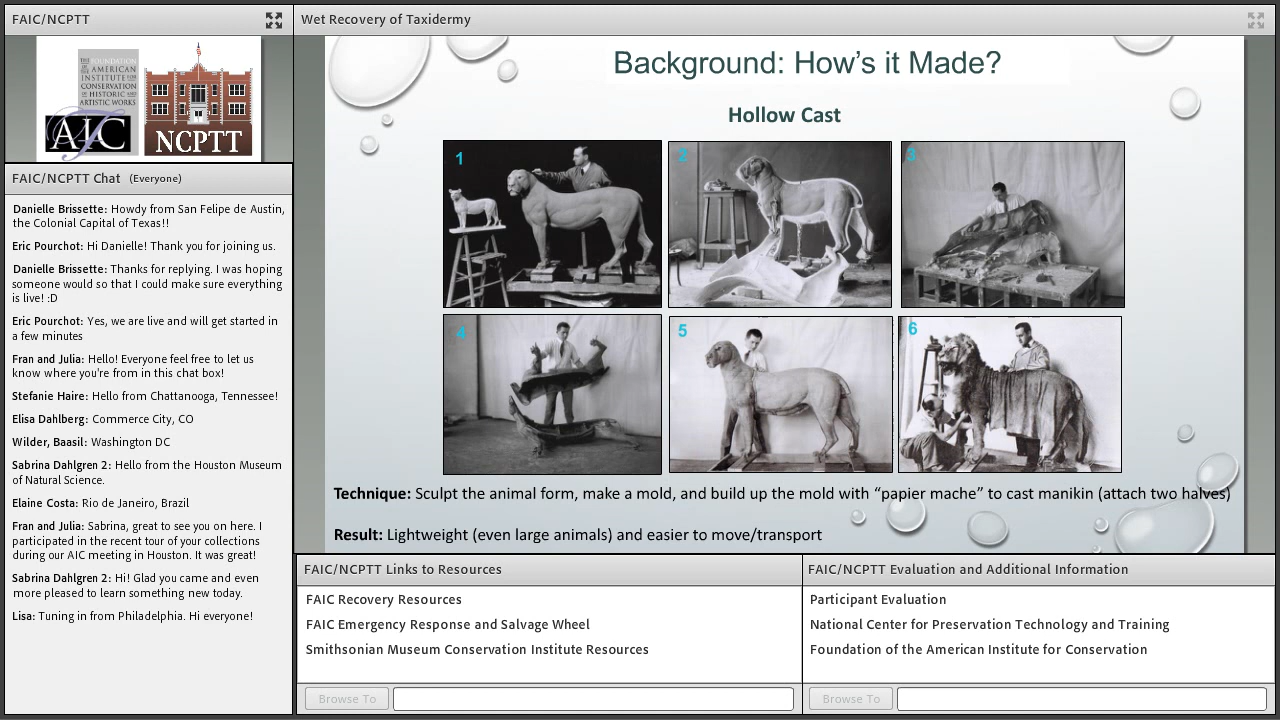 FAIC/NCPTT
THE FOUNDATION
OF THE AMERICAN
INSTITUTE FOR
CONSERVATION
OF HISTORIC AND
ARTISTIC WORKS
AIC
NCPTT
FAIC/NCPTT Chat (Everyone)
Danielle Brissette: Howdy from San Felipe de Austin,
the Colonial Capital of Texas!!
Eric Pourchot: Hi Danielle! Thank you for joining us.
Danielle Brissette: Thanks for replying. I was hoping
someone would so that I could make sure everything
is live! :D
Eric Pourchot: Yes, we are live and will get started in
a few minutes
Fran and Julia: Hello! Everyone feel free to let us
know where you're from in this chat box!
Stefanie Haire: Hello from Chattanooga, Tennessee!
Elisa Dahlberg: Commerce City, CO
Wilder, Baasil: Washington DC
Sabrina Dahlgren 2: Hello from the Houston Museum
of Natural Science.
Elaine Costa: Rio de Janeiro, Brazil
Fran and Julia: Sabrina, great to see you on here. I
participated in the recent tour of your collections
during our AIC meeting in Houston. It was great!
Sabrina Dahlgren 2: Hi! Glad you came and even
more pleased to learn something new today.
Lisa: Tuning in from Philadelphia. Hi everyone!
Wet Recovery of Taxidermy
Background: How's it Made?
Hollow Cast
1
2
3
4
5
6
Technique: Sculpt the animal form, make a mold, and build up the mold with “papier mache” to cast manikin (attach two halves)
Result: Lightweight (even large animals) and easier to move/transport
FAIC/NCPTT Links to Resources
FAIC Recovery Resources
FAIC Emergency Response and Salvage Wheel
Smithsonian Museum Conservation Institute Resources
Browse To
FAIC/NCPTT Evaluation and Additional Information
Participant Evaluation
National Center for Preservation Technology and Training
Foundation of the American Institute for Conservation
Browse To